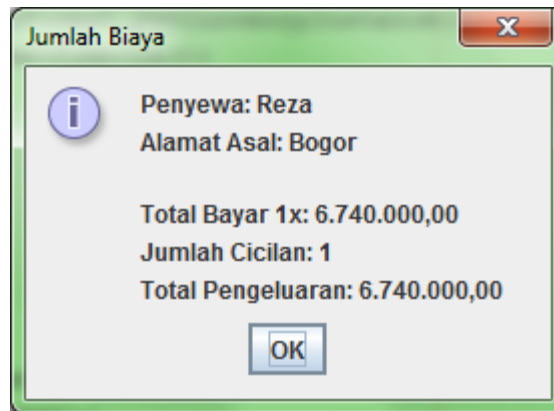 Jumlah Biaya
Penyewa: Reza
Alamat Asal: Bogor
Total Bayar 1x: 6.740.000,00
Jumlah Cicilan: 1
Total Pengeluaran: 6.740.000,00
OK